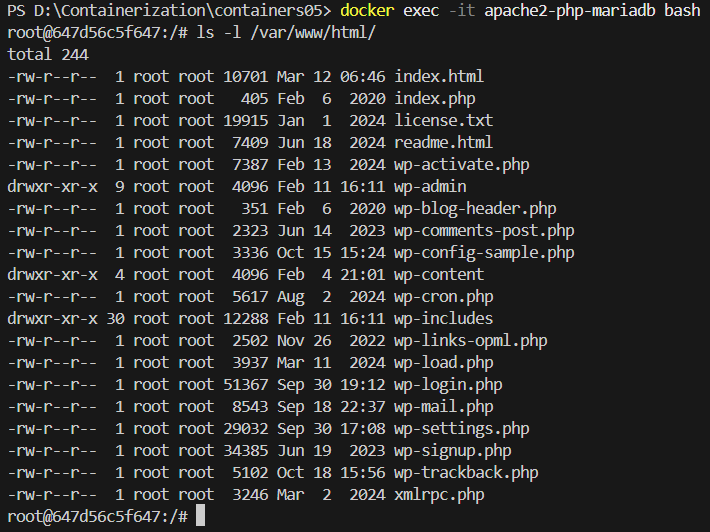 PS D:\Containerization\containers05> docker exec -it apache2-php-mariadb bash
root@647d56c5f647:/# ls -l /var/www/html/
total 244
-rw-r--r--  1 root root 10701 Mar 12 06:46 index.html
-rw-r--r--  1 root root   405 Feb  6  2020 index.php
-rw-r--r--  1 root root 19915 Jan  1  2024 license.txt
-rw-r--r--  1 root root  7409 Jun 18  2024 readme.html
-rw-r--r--  1 root root  7387 Feb 13  2024 wp-activate.php
drwxr-xr-x  9 root root  4096 Feb 11 16:11 wp-admin
-rw-r--r--  1 root root   351 Feb  6  2020 wp-blog-header.php
-rw-r--r--  1 root root  2323 Jun 14  2023 wp-comments-post.php
-rw-r--r--  1 root root  3336 Oct 15 15:24 wp-config-sample.php
drwxr-xr-x  4 root root  4096 Feb  4 21:01 wp-content
-rw-r--r--  1 root root  5617 Aug  2  2024 wp-cron.php
drwxr-xr-x 30 root root 12288 Feb 11 16:11 wp-includes
-rw-r--r--  1 root root  2502 Nov 26  2022 wp-links-opml.php
-rw-r--r--  1 root root  3937 Mar 11  2024 wp-load.php
-rw-r--r--  1 root root 51367 Sep 30 19:12 wp-login.php
-rw-r--r--  1 root root  8543 Sep 18 22:37 wp-mail.php
-rw-r--r--  1 root root 29032 Sep 30 17:08 wp-settings.php
-rw-r--r--  1 root root 34385 Jun 19  2023 wp-signup.php
-rw-r--r--  1 root root  5102 Oct 18 15:56 wp-trackback.php
-rw-r--r--  1 root root  3246 Mar  2  2024 xmlrpc.php
root@647d56c5f647:/#